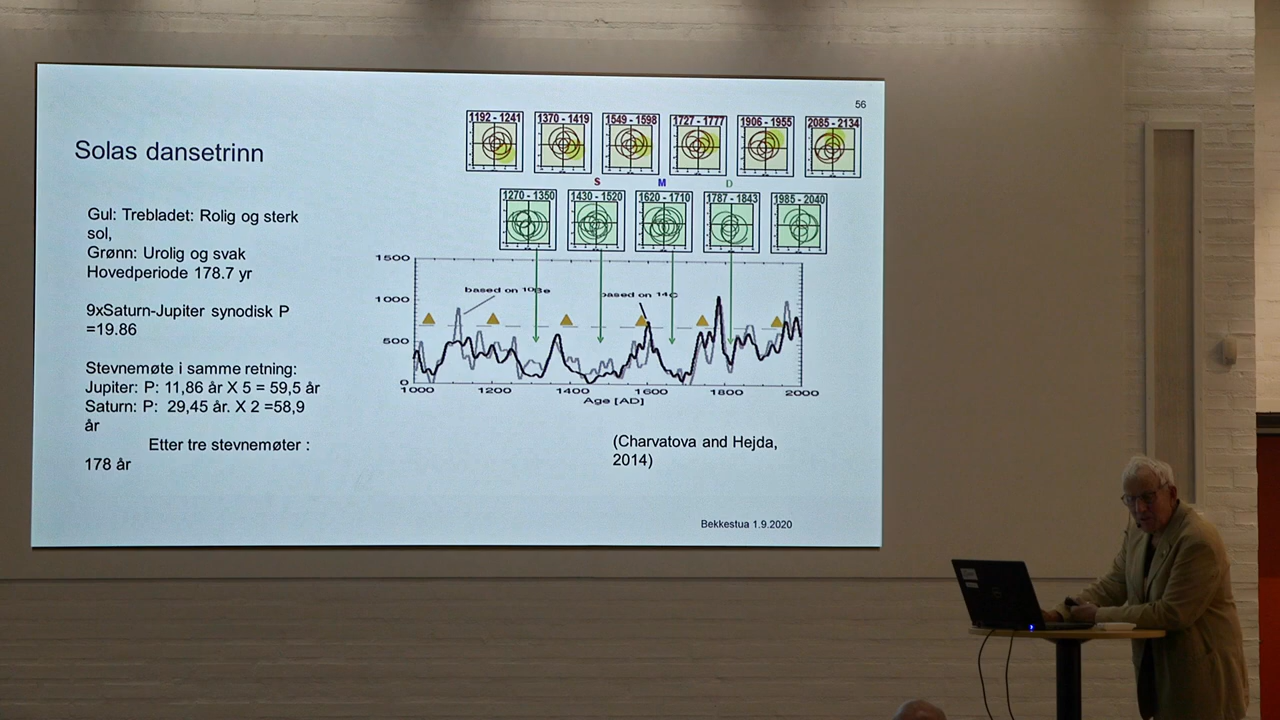 56
Solas dansetrinn
1192 - 1241 1370 - 1419 1549 - 1598 1727 - 1777 1906 - 1955 2085 - 2134
S M D
1270 - 1350 1430 - 1520 1620 - 1710 1787 - 1843 1985 - 2040
Gul: Trebladet: Rolig og sterk
sol,
Grønn: Urolig og svak
Hovedperiode 178.7 yr
9xSaturn-Jupiter synodisk P
=19.86
Stevnemøte i samme retning:
Jupiter: P: 11,86 år X 5 = 59,5 år
Saturn: P: 29,45 år. X 2 =58,9
år
Etter tre stevnemøter :
178 år
1500
1000
500
0
based on 10Be
based on 14C
1000 1200 1400 1600 1800 2000
Age [AD]
(Charvatova and Hejda,
2014)
Bekkestua 1.9.2020